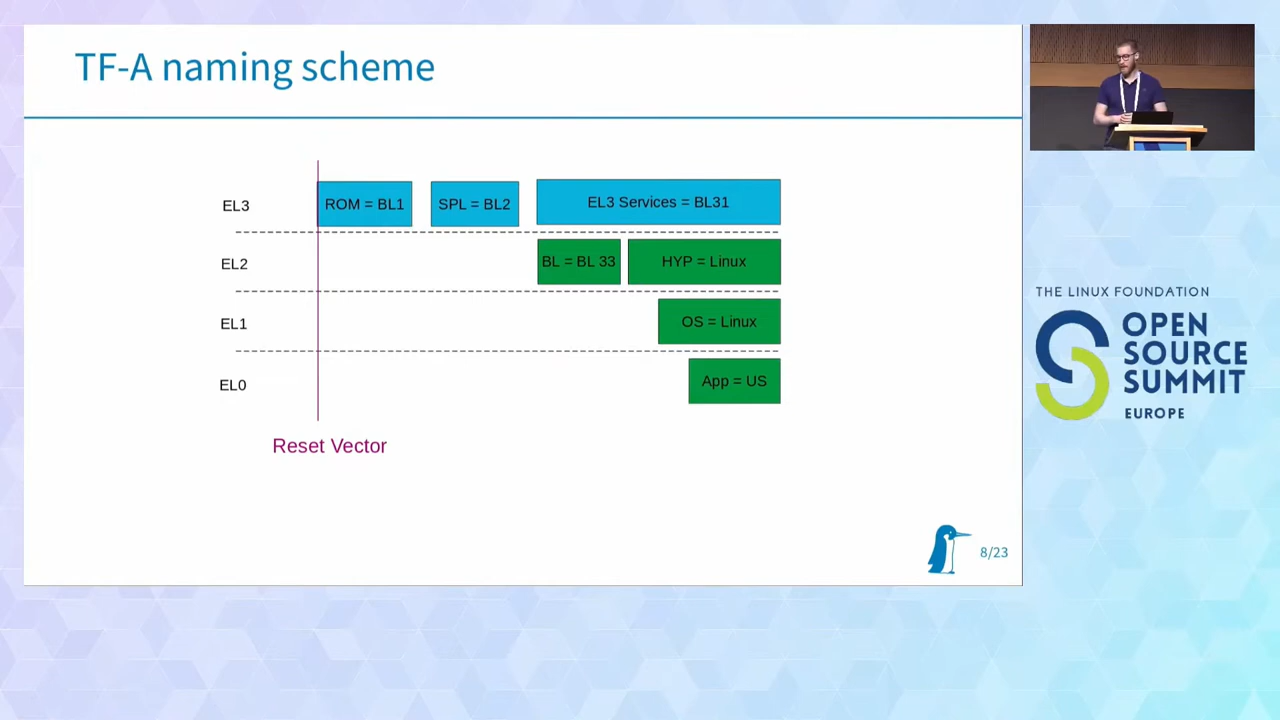 TF-A naming scheme
EL3
ROM = BL1
SPL = BL2
EL3 Services = BL31
EL2
BL = BL 33
HYP = Linux
EL1
OS = Linux
EL0
App = US
Reset Vector
8/23
THE LINUX FOUNDATION
OPEN
SOURCE
SUMMIT
EUROPE